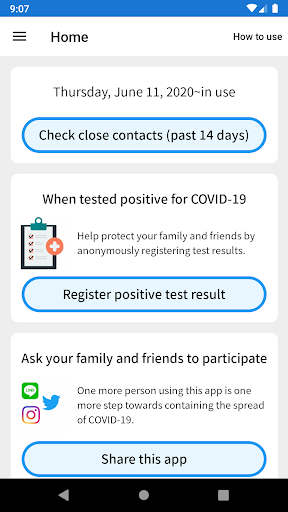 9:07
Home
How to use
Thursday, June 11, 2020~in use
Check close contacts (past 14 days)
When tested positive for COVID-19
Help protect your family and friends by
anonymously registering test results.
Register positive test result
Ask your family and friends to participate
LINE
One more person using this app is one
more step towards containing the spread
of COVID-19.
Share this app